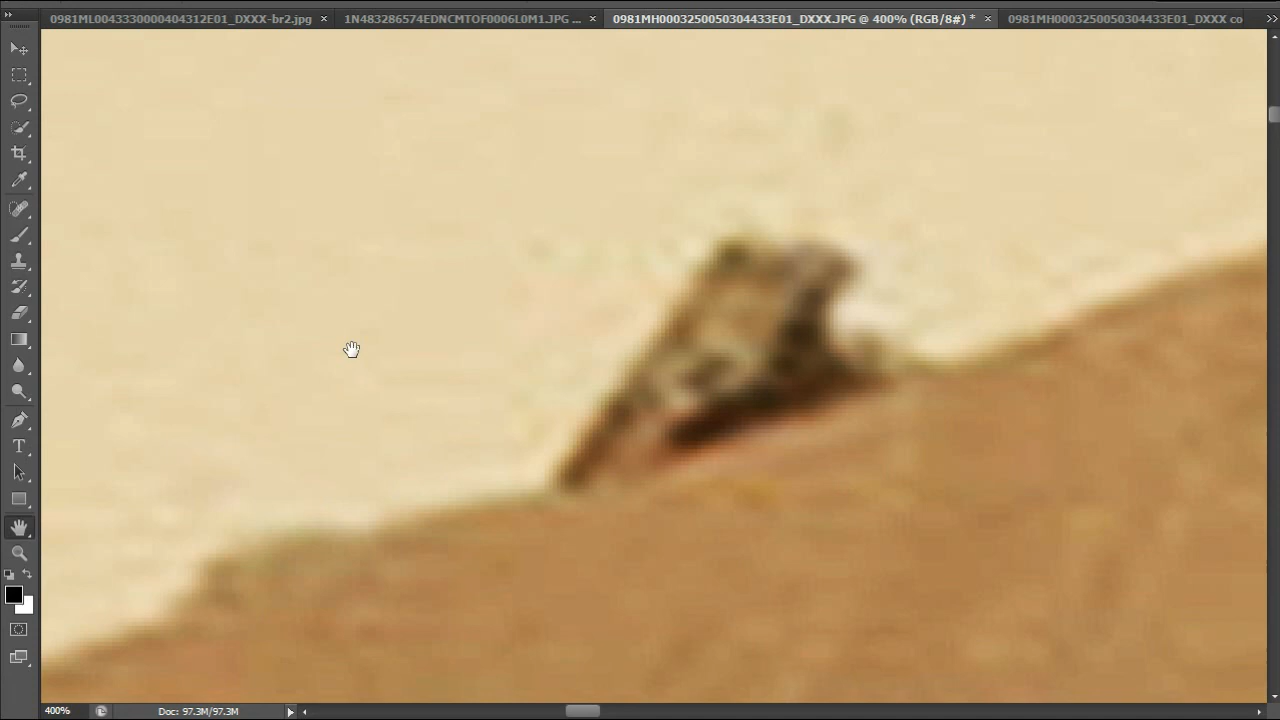 0981ML0043330000404312E01_DXXX-br2.jpg × 1N483286574EDNCMTOF0006L0M1.JPG ... × 0981MH0003250050304433E01_DXXX.JPG @ 400% (RGB/8#) * × 0981MH0003250050304433E01_DXXX co
T
400% Doc: 97.3M/97.3M